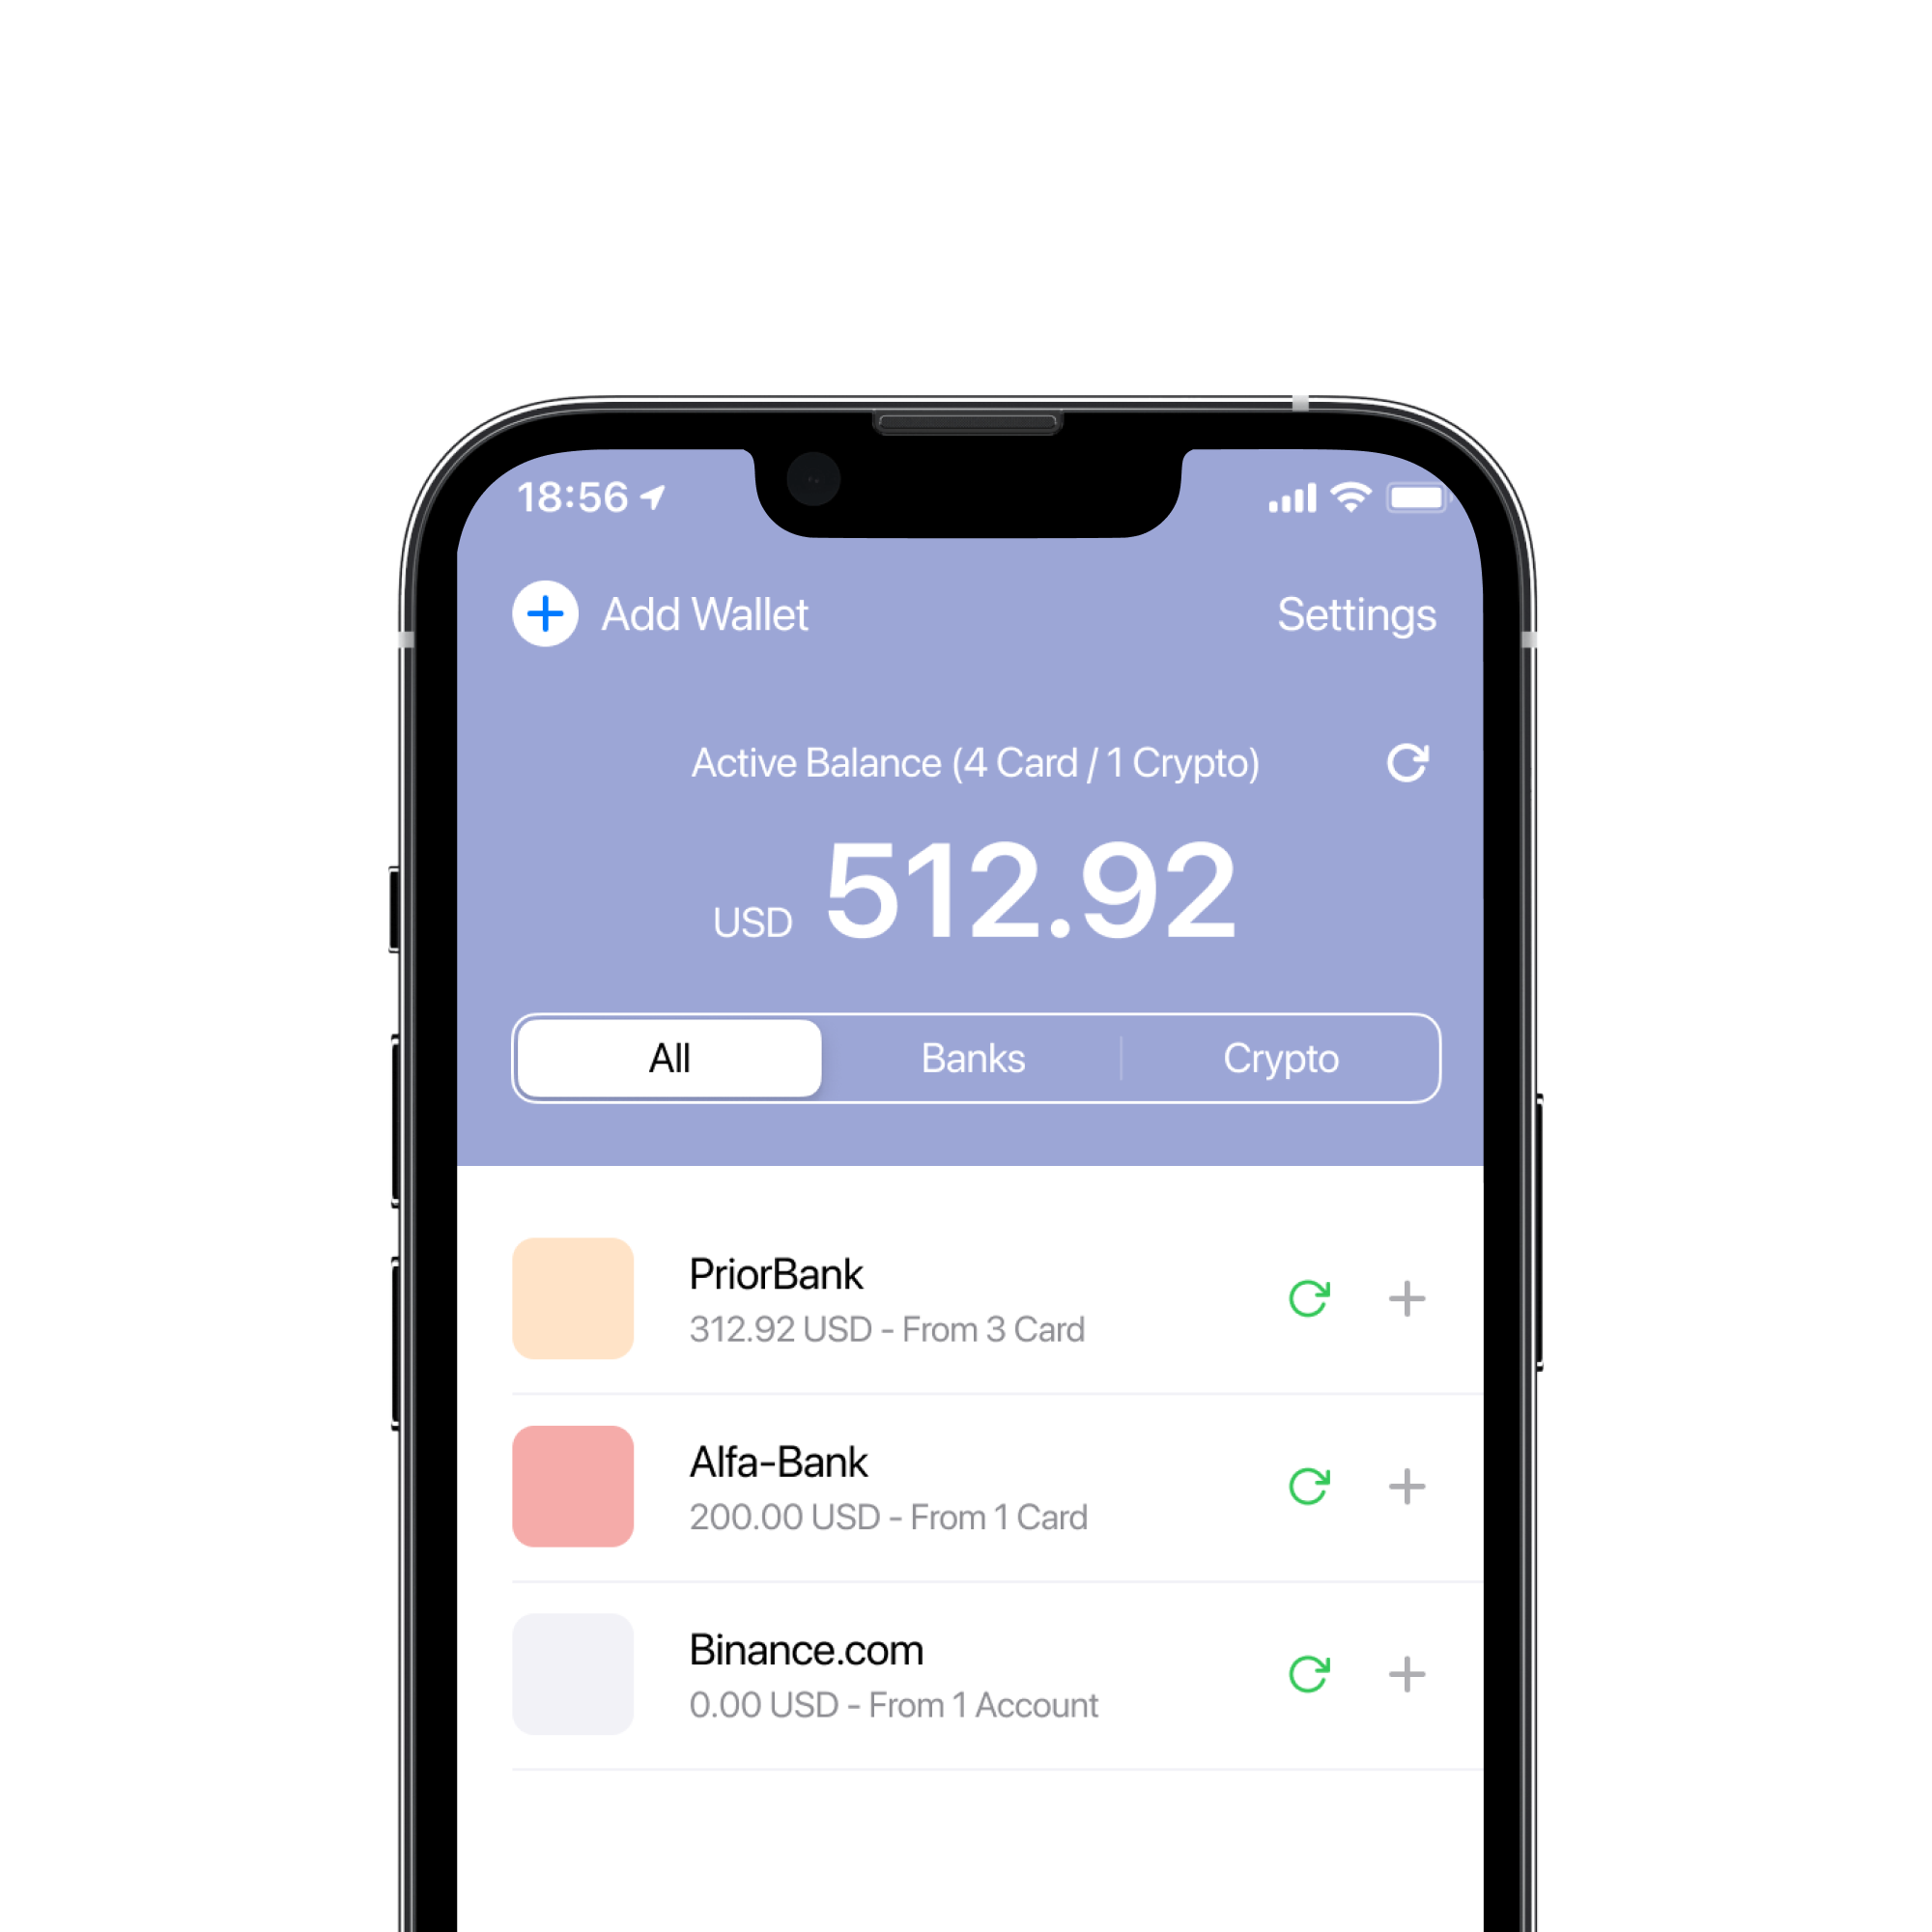 18:56
Add Wallet
Settings
Active Balance (4 Card / 1 Crypto)
USD 512.92
All
Banks
Crypto
PriorBank
312.92 USD - From 3 Card
Alfa-Bank
200.00 USD - From 1 Card
Binance.com
0.00 USD - From 1 Account